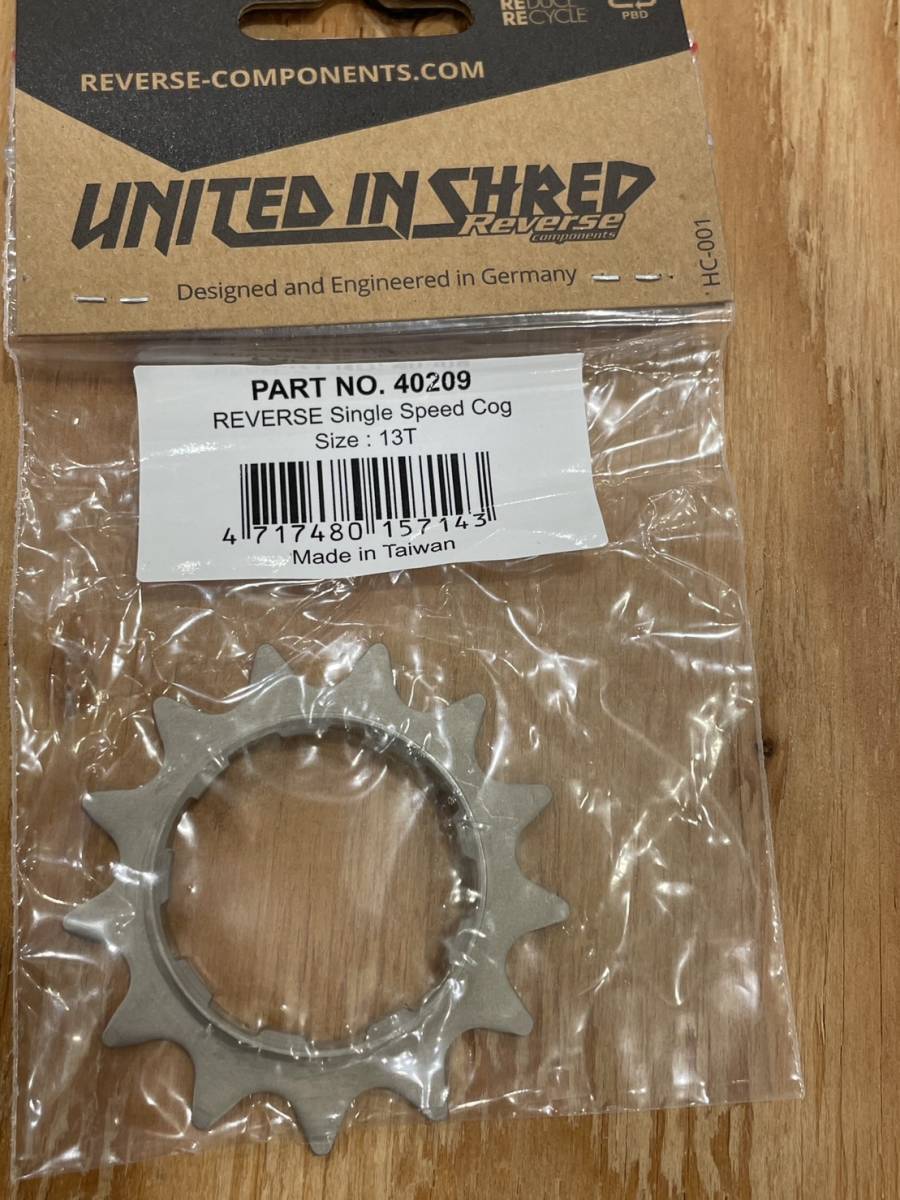 REDUCE
RECYCLE
PBD
REVERSE-COMPONENTS.COM
UNITED IN SHRED
Reverse
components
Designed and Engineered in Germany
HC-001
PART NO. 40209
REVERSE Single Speed Cog
Size : 13T
4 717480 157143
Made in Taiwan